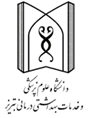 دانشگاه علوم پزشکی
و خدمات بهداشتی درمانی تبریز